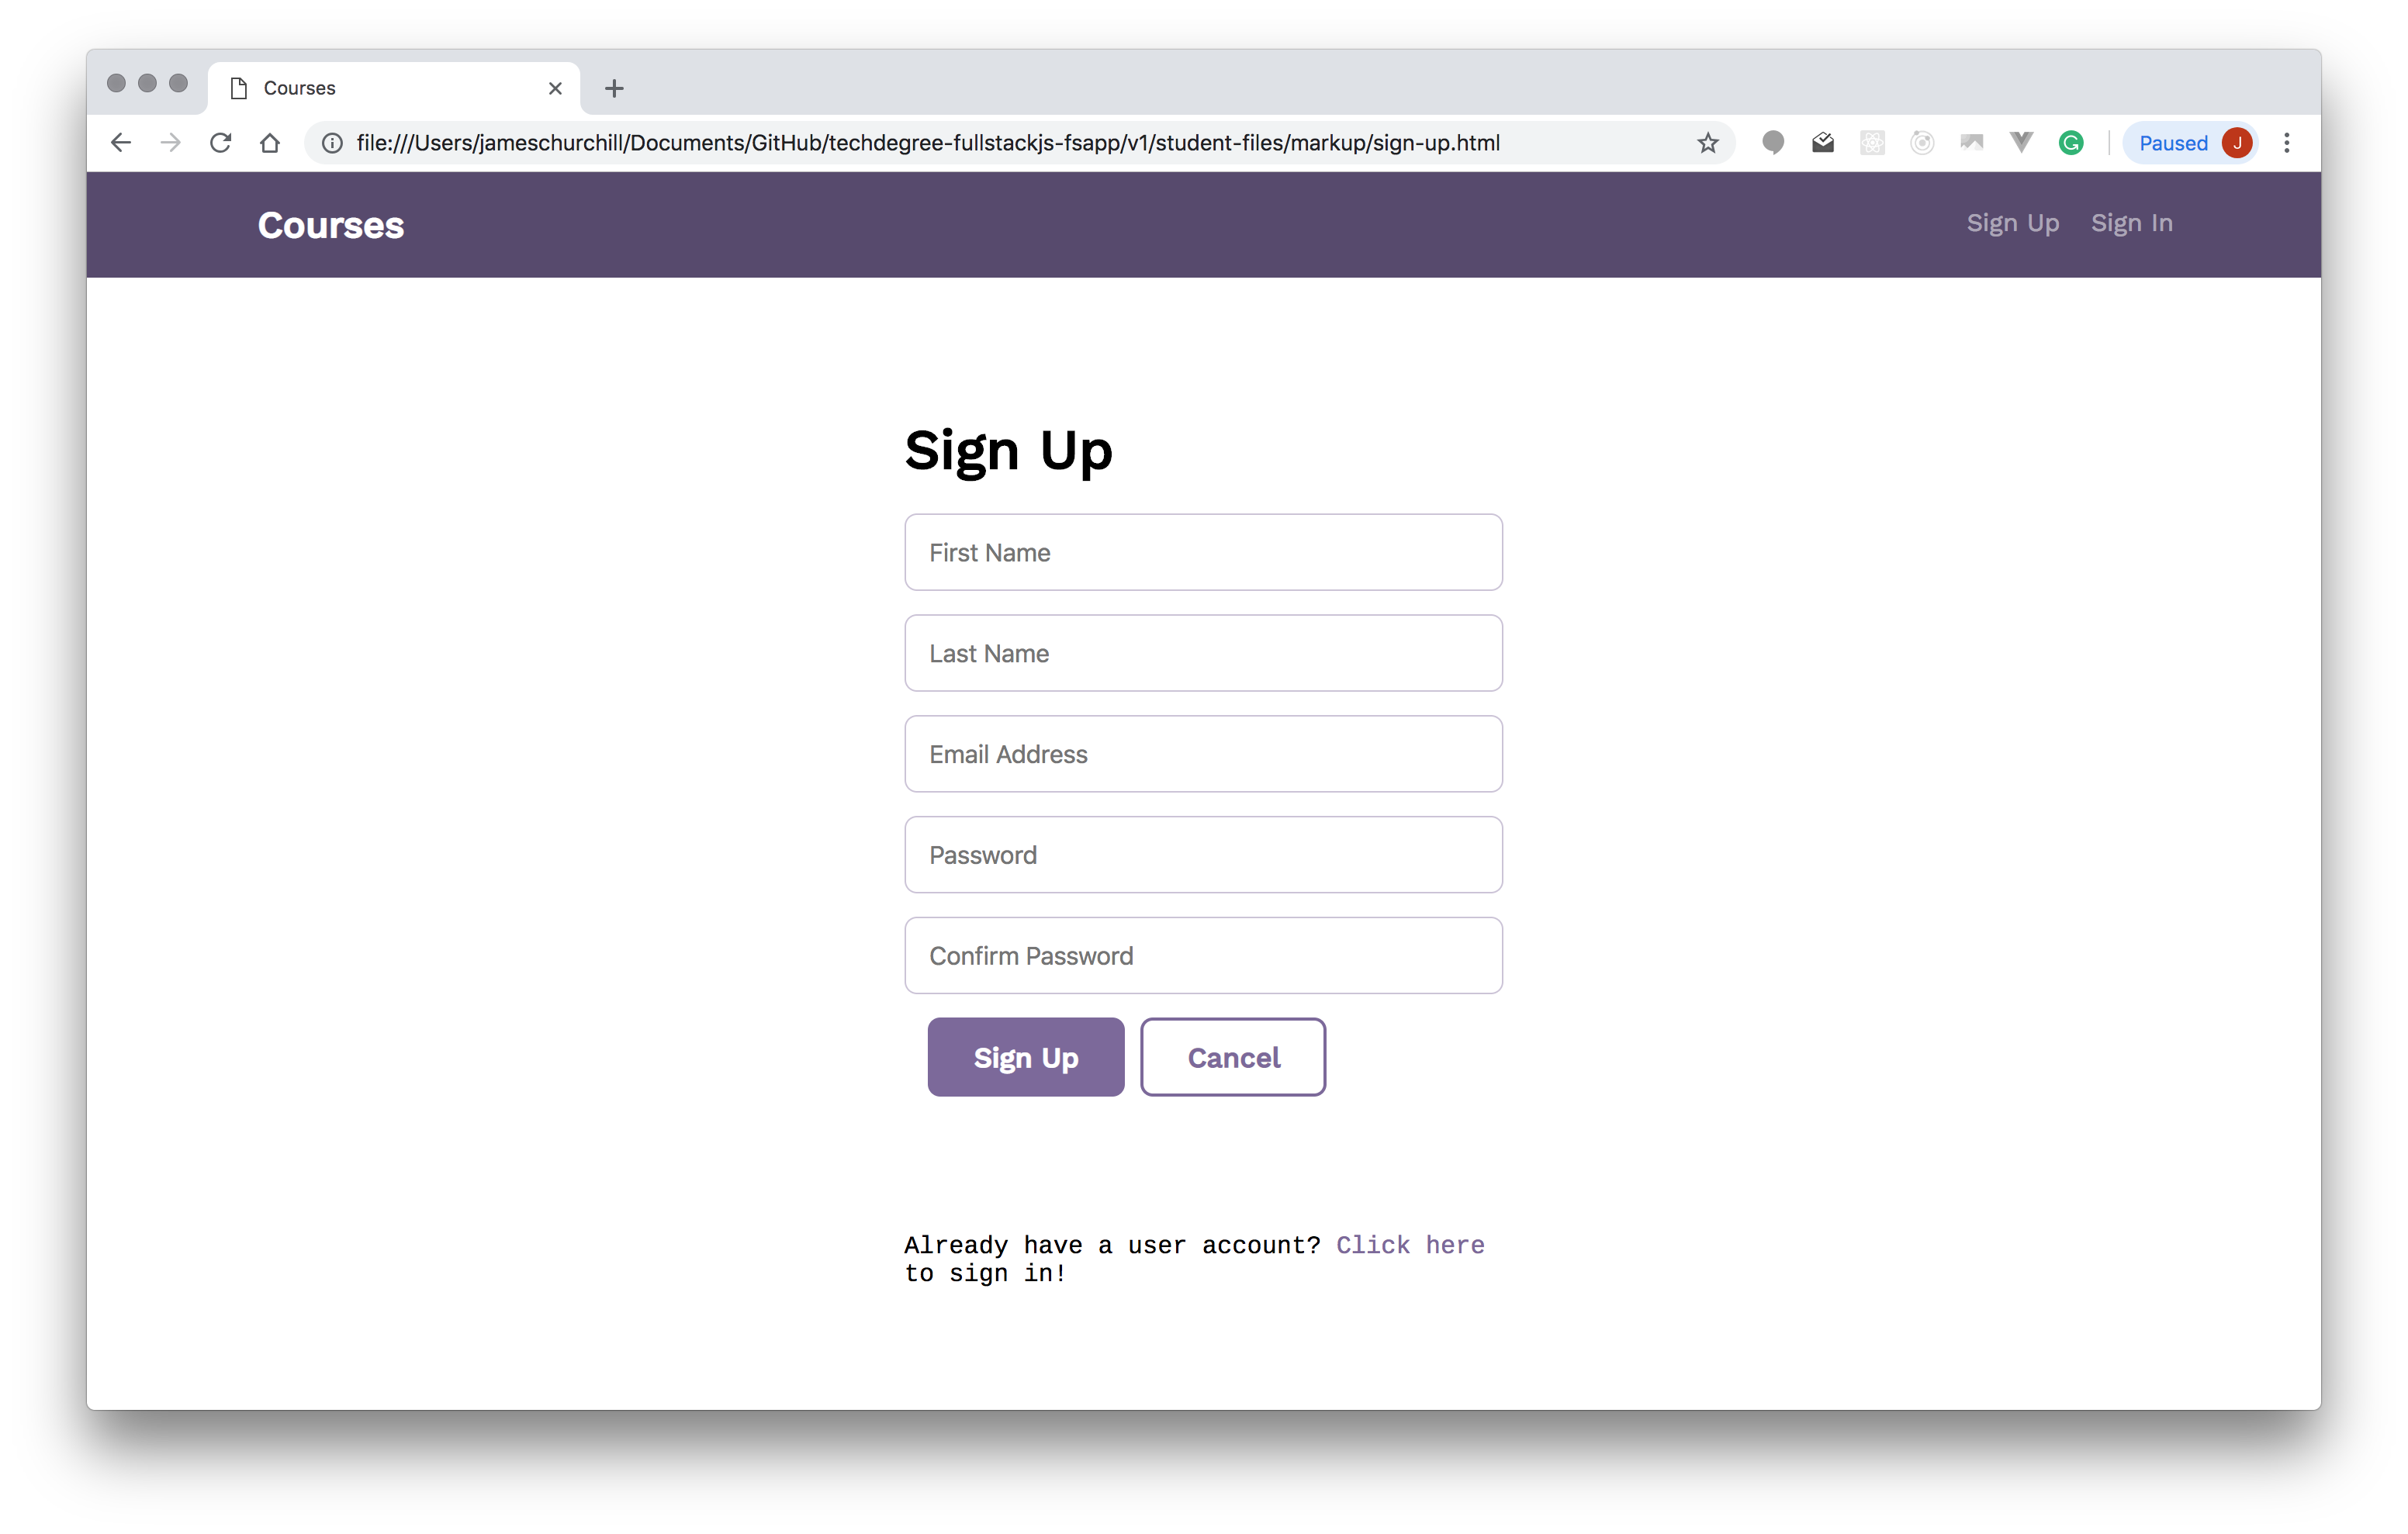 Courses
file:///Users/jameschurchill/Documents/GitHub/techdegree-fullstackjs-fsapp/v1/student-files/markup/sign-up.html
G
Paused
J
Courses
Sign Up
Sign In
Sign Up
First Name
Last Name
Email Address
Password
Confirm Password
Sign Up
Cancel
Already have a user account? Click here
to sign in!